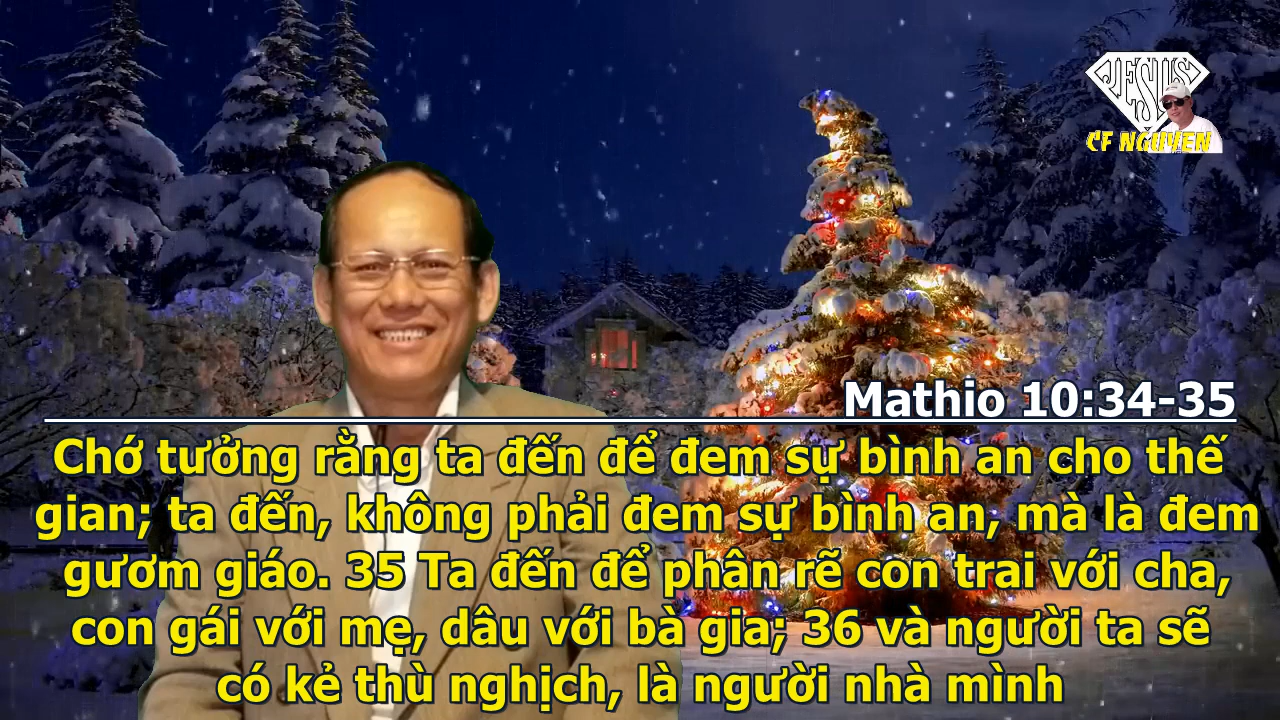 JESUS
CF NGUYEN
Mathio 10:34-35
Chớ tưởng rằng ta đến để đem sự bình an cho thế
gian; ta đến, không phải đem sự bình an, mà là đem
gươm giáo. 35 Ta đến để phân rẽ con trai với cha,
con gái với mẹ, dâu với bà gia; 36 và người ta sẽ
có kẻ thù nghịch, là người nhà mình